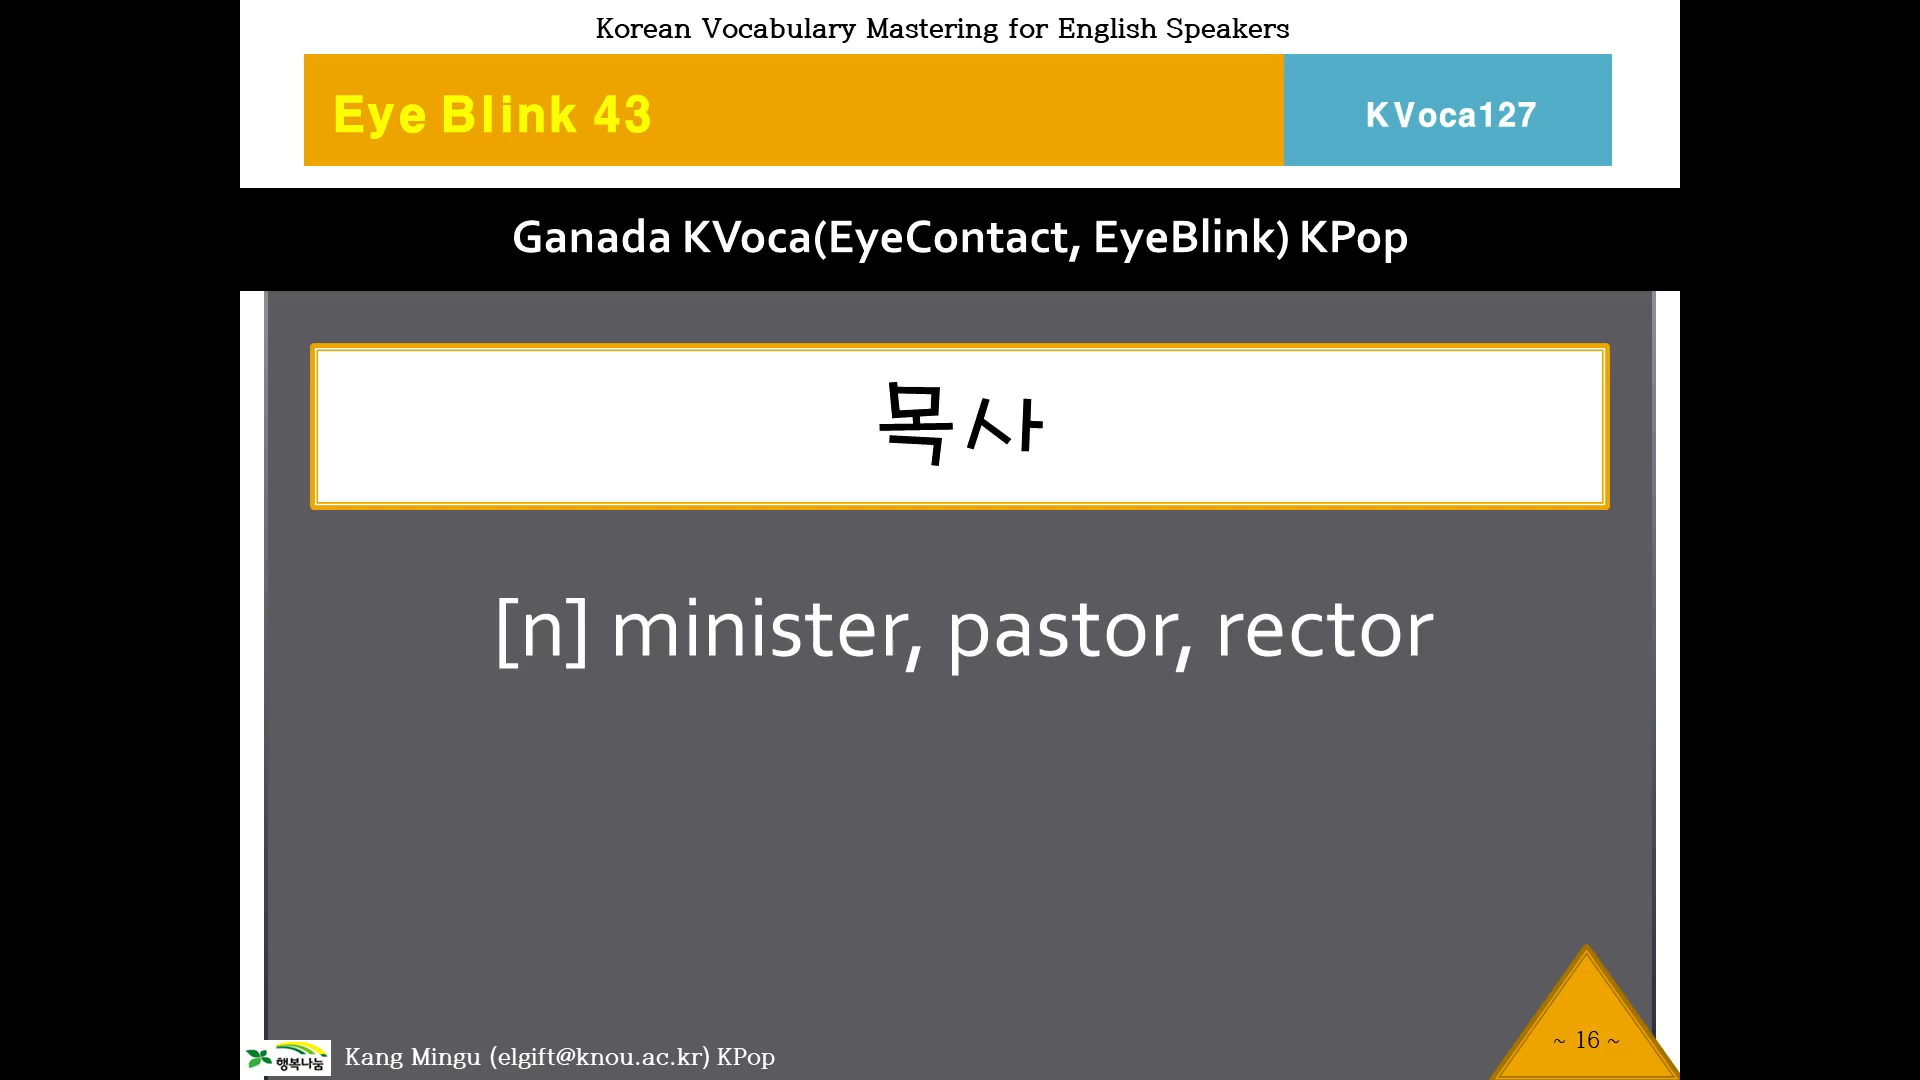 Korean Vocabulary Mastering for English Speakers
Eye Blink 43
KVoca127
Ganada KVoca(EyeContact, EyeBlink) KPop
목사
[n] minister, pastor, rector
~ 16 ~
행복나눔
Kang Mingu (elgift@knou.ac.kr) KPop